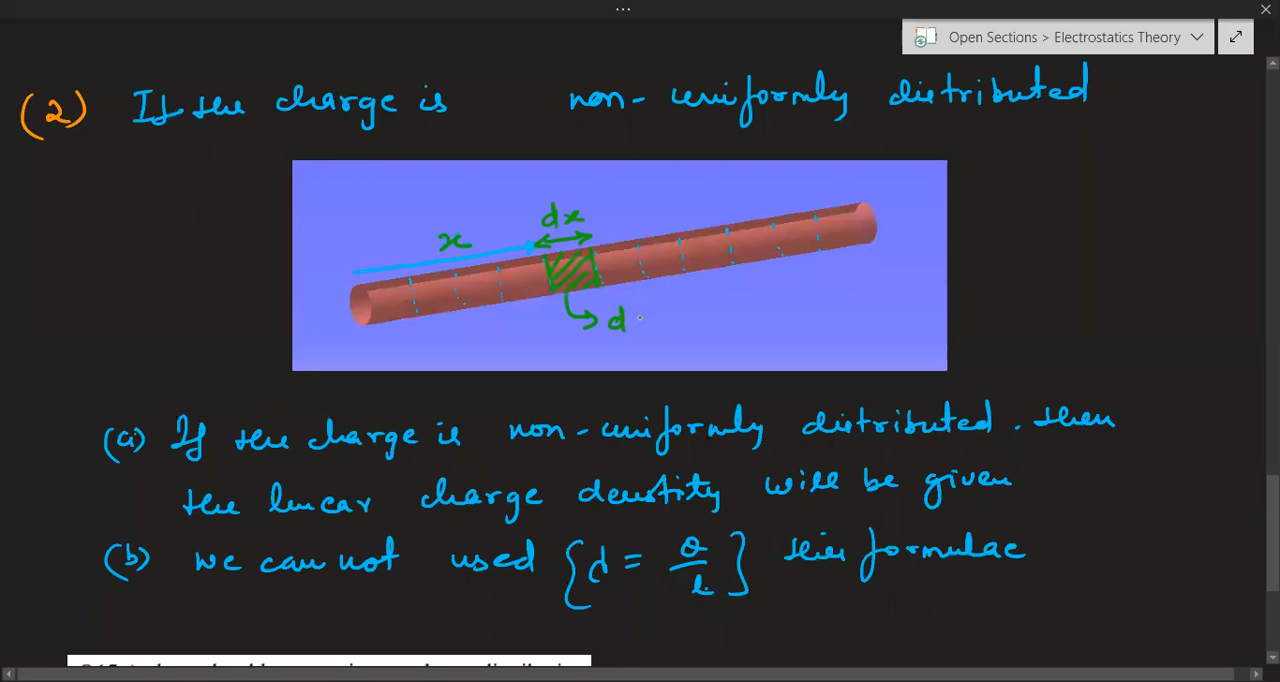 ...
Open Sections > Electrostatics Theory
(2) If the charge is non-uniformly distributed
dx
x
d
(a) If the charge is non-uniformly distributed. then
the linear charge density will be given
(b) we can not used {λ = Q/L} this formulae